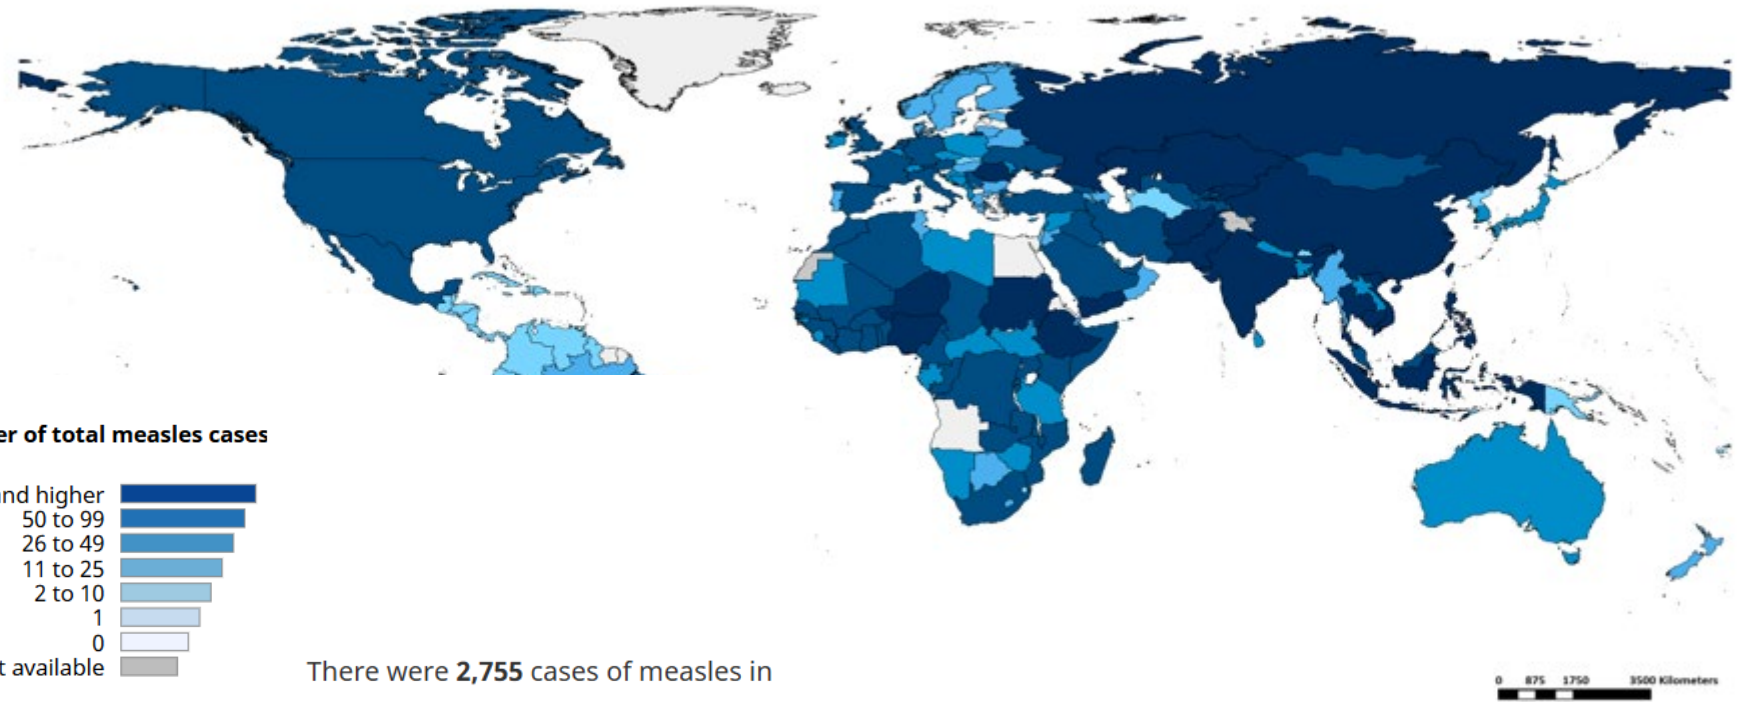 er of total measles cases
and higher
50 to 99
26 to 49
11 to 25
2 to 10
1
0
t available
There were 2,755 cases of measles in
0 875 1750 3500 Kilometers